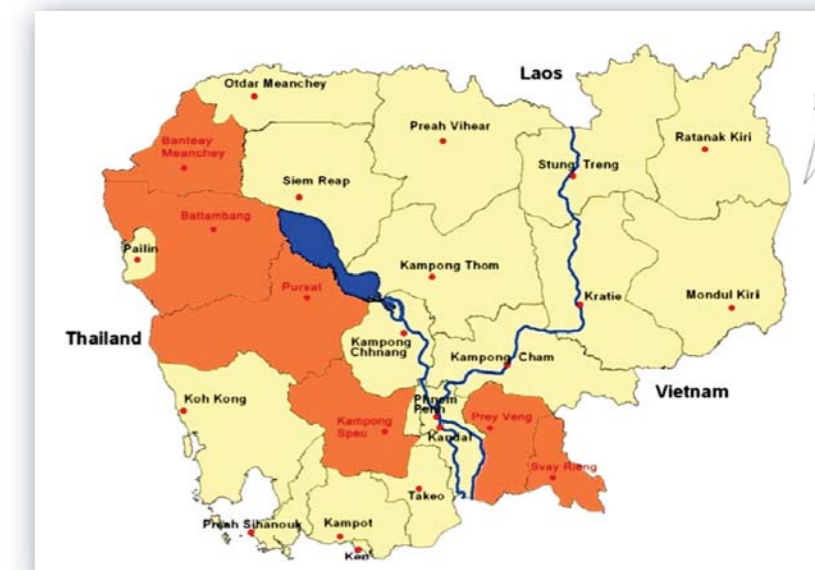 Laos
Otdar Meanchey
Preah Vihear
Ratanak Kiri
Banteay
Meanchey
Stung Treng
Siem Reap
Battambang
Pailin
Kampong Thom
Pursat
Kratie
Mondul Kiri
Thailand
Kampong
Chhnang
Kampong Cham
Vietnam
Koh Kong
Phnom
Penh
Kampong
Speu
Prey Veng
Kandal
Svay Rieng
Takeo
Preah Sihanouk
Kampot
Kep